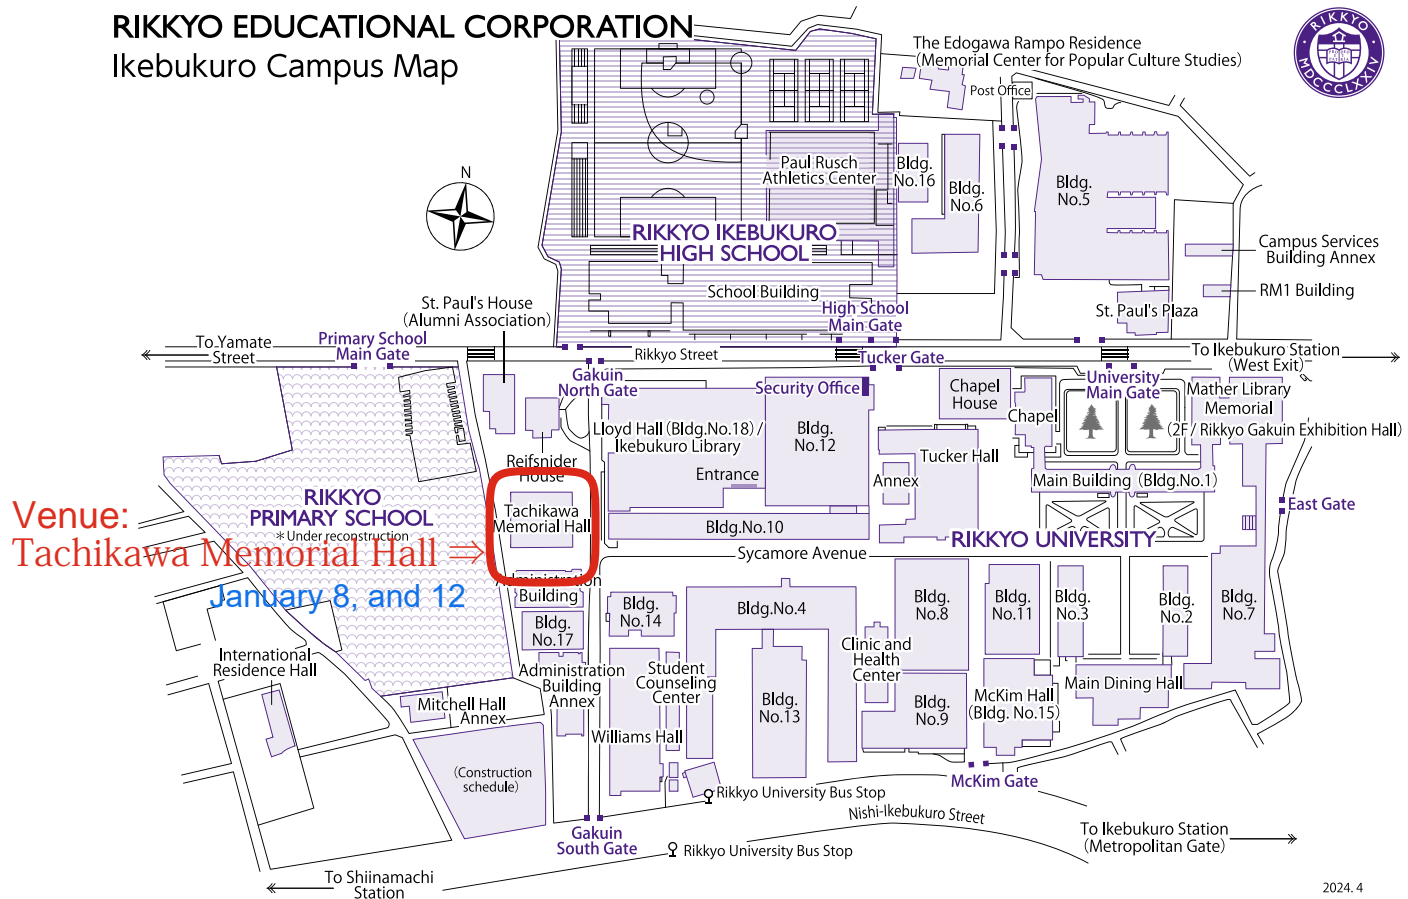 RIKKYO EDUCATIONAL CORPORATION
Ikebukuro Campus Map
RIKKYO
MDCCCLXXIV
The Edogawa Rampo Residence
(Memorial Center for Popular Culture Studies)
Post Office
N
Paul Rusch
Athletics Center
Bldg.
No.16
Bldg.
No.6
Bldg.
No.5
RIKKYO IKEBUKURO
HIGH SCHOOL
Campus Services
Building Annex
School Building
RM1 Building
St. Paul's House
(Alumni Association)
High School
Main Gate
St. Paul's Plaza
To Yamate
Street
Primary School
Main Gate
Rikkyo Street
Tucker Gate
To Ikebukuro Station
(West Exit)
Gakuin
North Gate
Security Office
Chapel
House
University
Main Gate
Mather Library
Memorial
(2F / Rikkyo Gakuin Exhibition Hall)
Chapel
Lloyd Hall (Bldg.No.18) /
Ikebukuro Library
Bldg.
No.12
Tucker Hall
Reifsnider
House
Entrance
Annex
Main Building (Bldg.No.1)
RIKKYO
PRIMARY SCHOOL
*Under reconstruction
Venue:
Tachikawa Memorial Hall ⇒
January 8, and 12
Tachikawa
Memorial Hall
Bldg.No.10
East Gate
RIKKYO UNIVERSITY
Sycamore Avenue
Administration
Building
Bldg.
No.17
Bldg.
No.14
Bldg.No.4
Bldg.
No.8
Bldg.
No.11
Bldg.
No.3
Bldg.
No.2
Bldg.
No.7
International
Residence Hall
Administration
Building
Annex
Student
Counseling
Center
Clinic and
Health
Center
Main Dining Hall
Mitchell Hall
Annex
Bldg.
No.13
Bldg.
No.9
McKim Hall
(Bldg. No.15)
Williams Hall
(Construction
schedule)
McKim Gate
Rikkyo University Bus Stop
Nishi-Ikebukuro Street
Gakuin
South Gate
Rikkyo University Bus Stop
To Ikebukuro Station
(Metropolitan Gate)
To Shiinamachi
Station
2024. 4